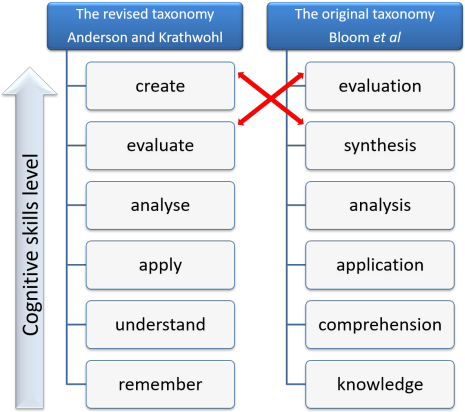 The revised taxonomy
Anderson and Krathwohl
The original taxonomy
Bloom et al
Cognitive skills level
create
evaluate
analyse
apply
understand
remember
evaluation
synthesis
analysis
application
comprehension
knowledge